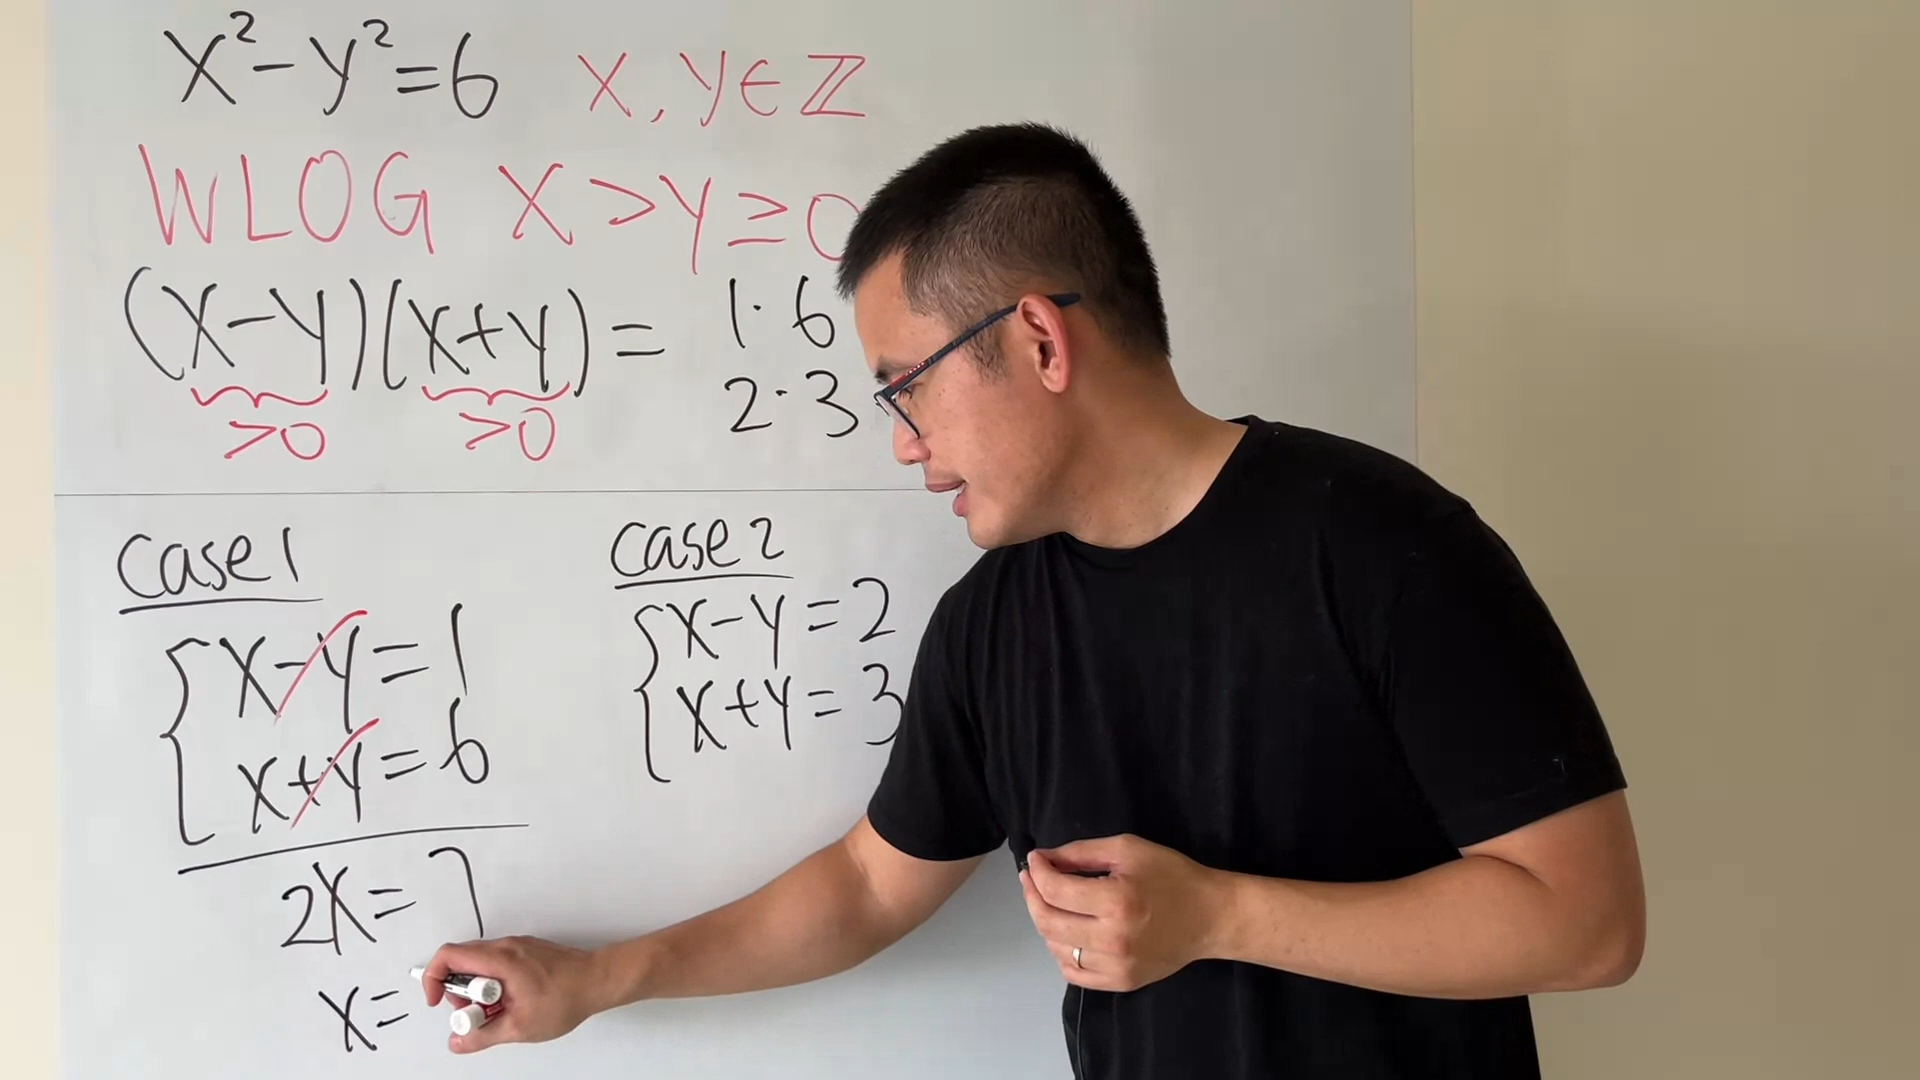 x²-y²=6 x, y∈ℤ
WLOG x>y≥0
(x-y)(x+y)= 1·6
2·3
>0 >0
Case 1
x-y=1
x+y=6
2x=7
x=
Case 2
x-y=2
x+y=3